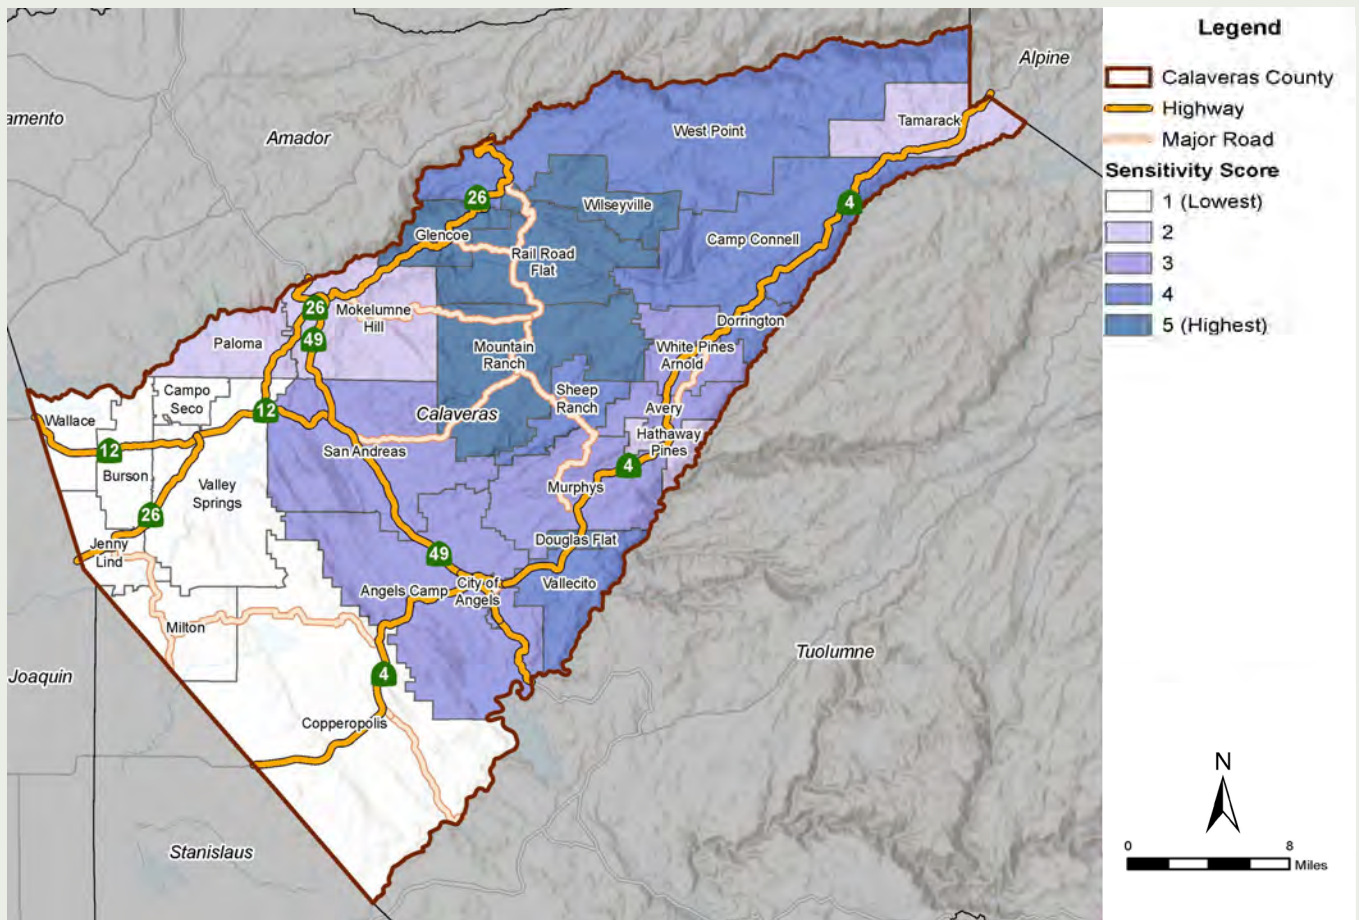 Legend
Calaveras County
Highway
Major Road
Sensitivity Score
1 (Lowest)
2
3
4
5 (Highest)
Alpine
amento
Amador
Tamarack
West Point
26
Wilseyville
4
Glencoe
Camp Connell
Rail Road
Flat
26
Mokelumne
Hill
Dorrington
Paloma
49
Mountain
Ranch
White Pines
Arnold
Campo
Seco
Sheep
Ranch
Wallace
12
Calaveras
Avery
Hathaway
Pines
12
San Andreas
4
Burson
Valley
Springs
Murphys
26
Jenny
Lind
Douglas Flat
49
Angels Camp
City of
Angels
Vallecito
Milton
Tuolumne
Joaquin
4
Copperopolis
Stanislaus
N
0
8
Miles